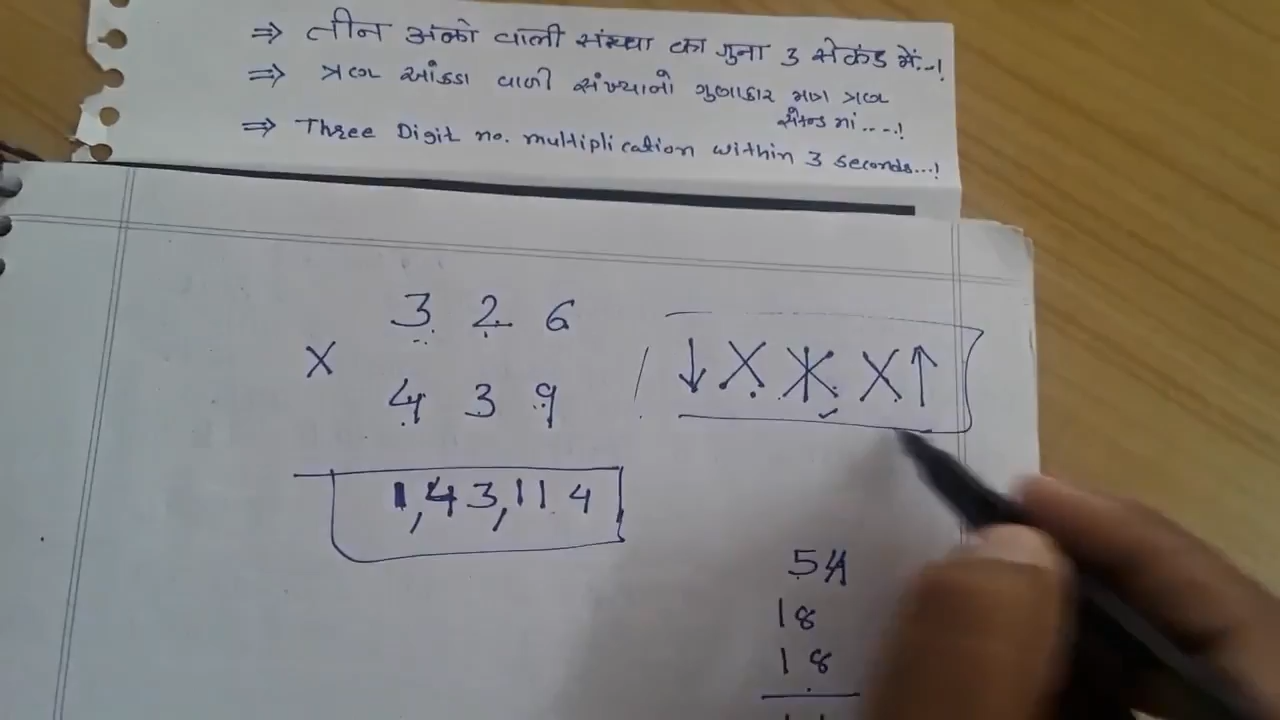 ⇒ तीन अंको वाली संख्या का गुना 3 सेकंड में..!
⇒ ત્રણ આંકડા વાળી સંખ્યાનો ગુણાકાર માત્ર ત્રણ
સેકન્ડ માં....!
⇒ Three Digit no. multiplication within 3 seconds...!
3 2 6
X
4 3 9
1,43,114
54
18
18